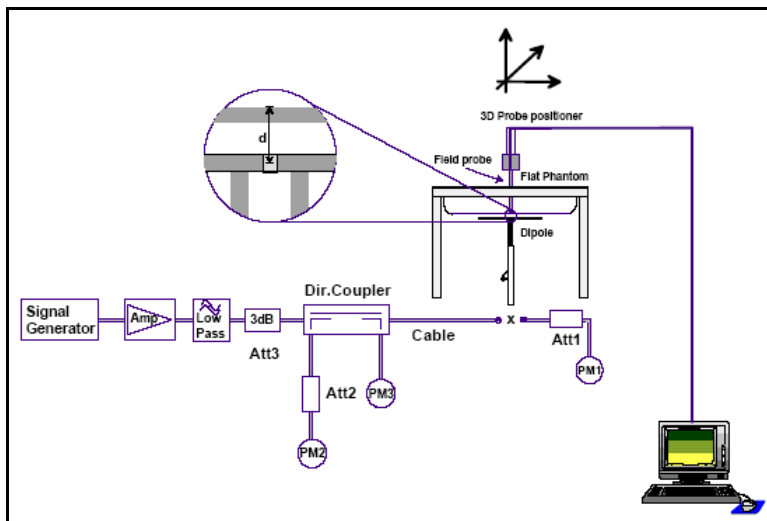 d
3D Probe positioner
Field probe
Flat Phantom
Dipole
Signal
Generator
Amp
Low
Pass
3dB
Att3
Dir.Coupler
Cable
x
Att1
PM1
Att2
PM3
PM2